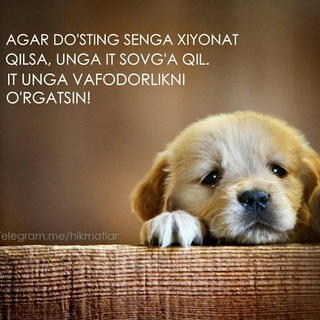 AGAR DO'STING SENGA XIYONAT
QILSA, UNGA IT SOVG'A QIL.
IT UNGA VAFODORLIKNI
O'RGATSIN!
elegram.me/hikmatlar